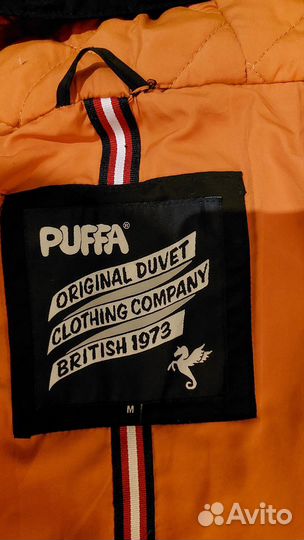 PUFFA®
ORIGINAL DUVET
CLOTHING COMPANY
BRITISH 1973
M
Avito